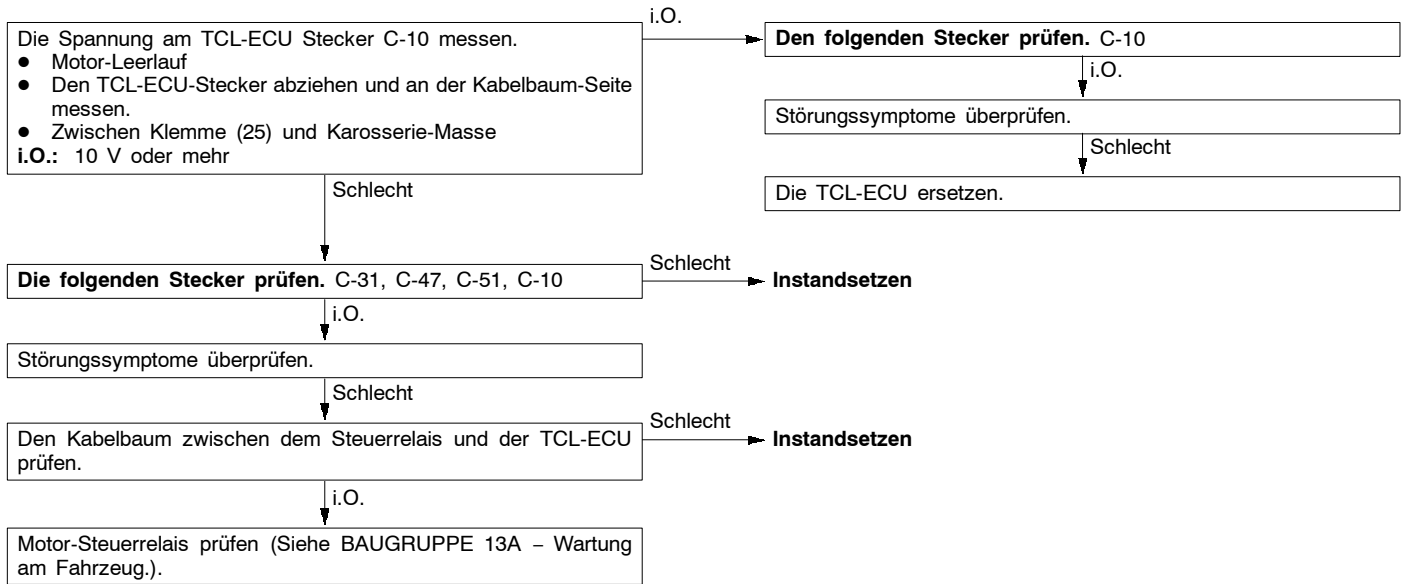 Die Spannung am TCL-ECU Stecker C-10 messen.
● Motor-Leerlauf
● Den TCL-ECU-Stecker abziehen und an der Kabelbaum-Seite
messen.
● Zwischen Klemme (25) und Karosserie-Masse
i.O.: 10 V oder mehr
i.O.
Den folgenden Stecker prüfen. C-10
i.O.
Störungssymptome überprüfen.
Schlecht
Die TCL-ECU ersetzen.
Schlecht
Die folgenden Stecker prüfen. C-31, C-47, C-51, C-10
Schlecht
Instandsetzen
i.O.
Störungssymptome überprüfen.
Schlecht
Den Kabelbaum zwischen dem Steuerrelais und der TCL-ECU
prüfen.
Schlecht
Instandsetzen
i.O.
Motor-Steuerrelais prüfen (Siehe BAUGRUPPE 13A – Wartung
am Fahrzeug.).